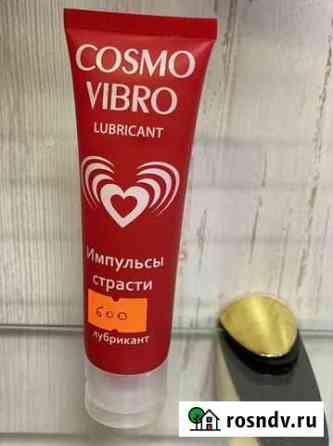 COSMO
VIBRO
LUBRICANT
Импульсы
страсти
600
лубрикант
rosndv.ru